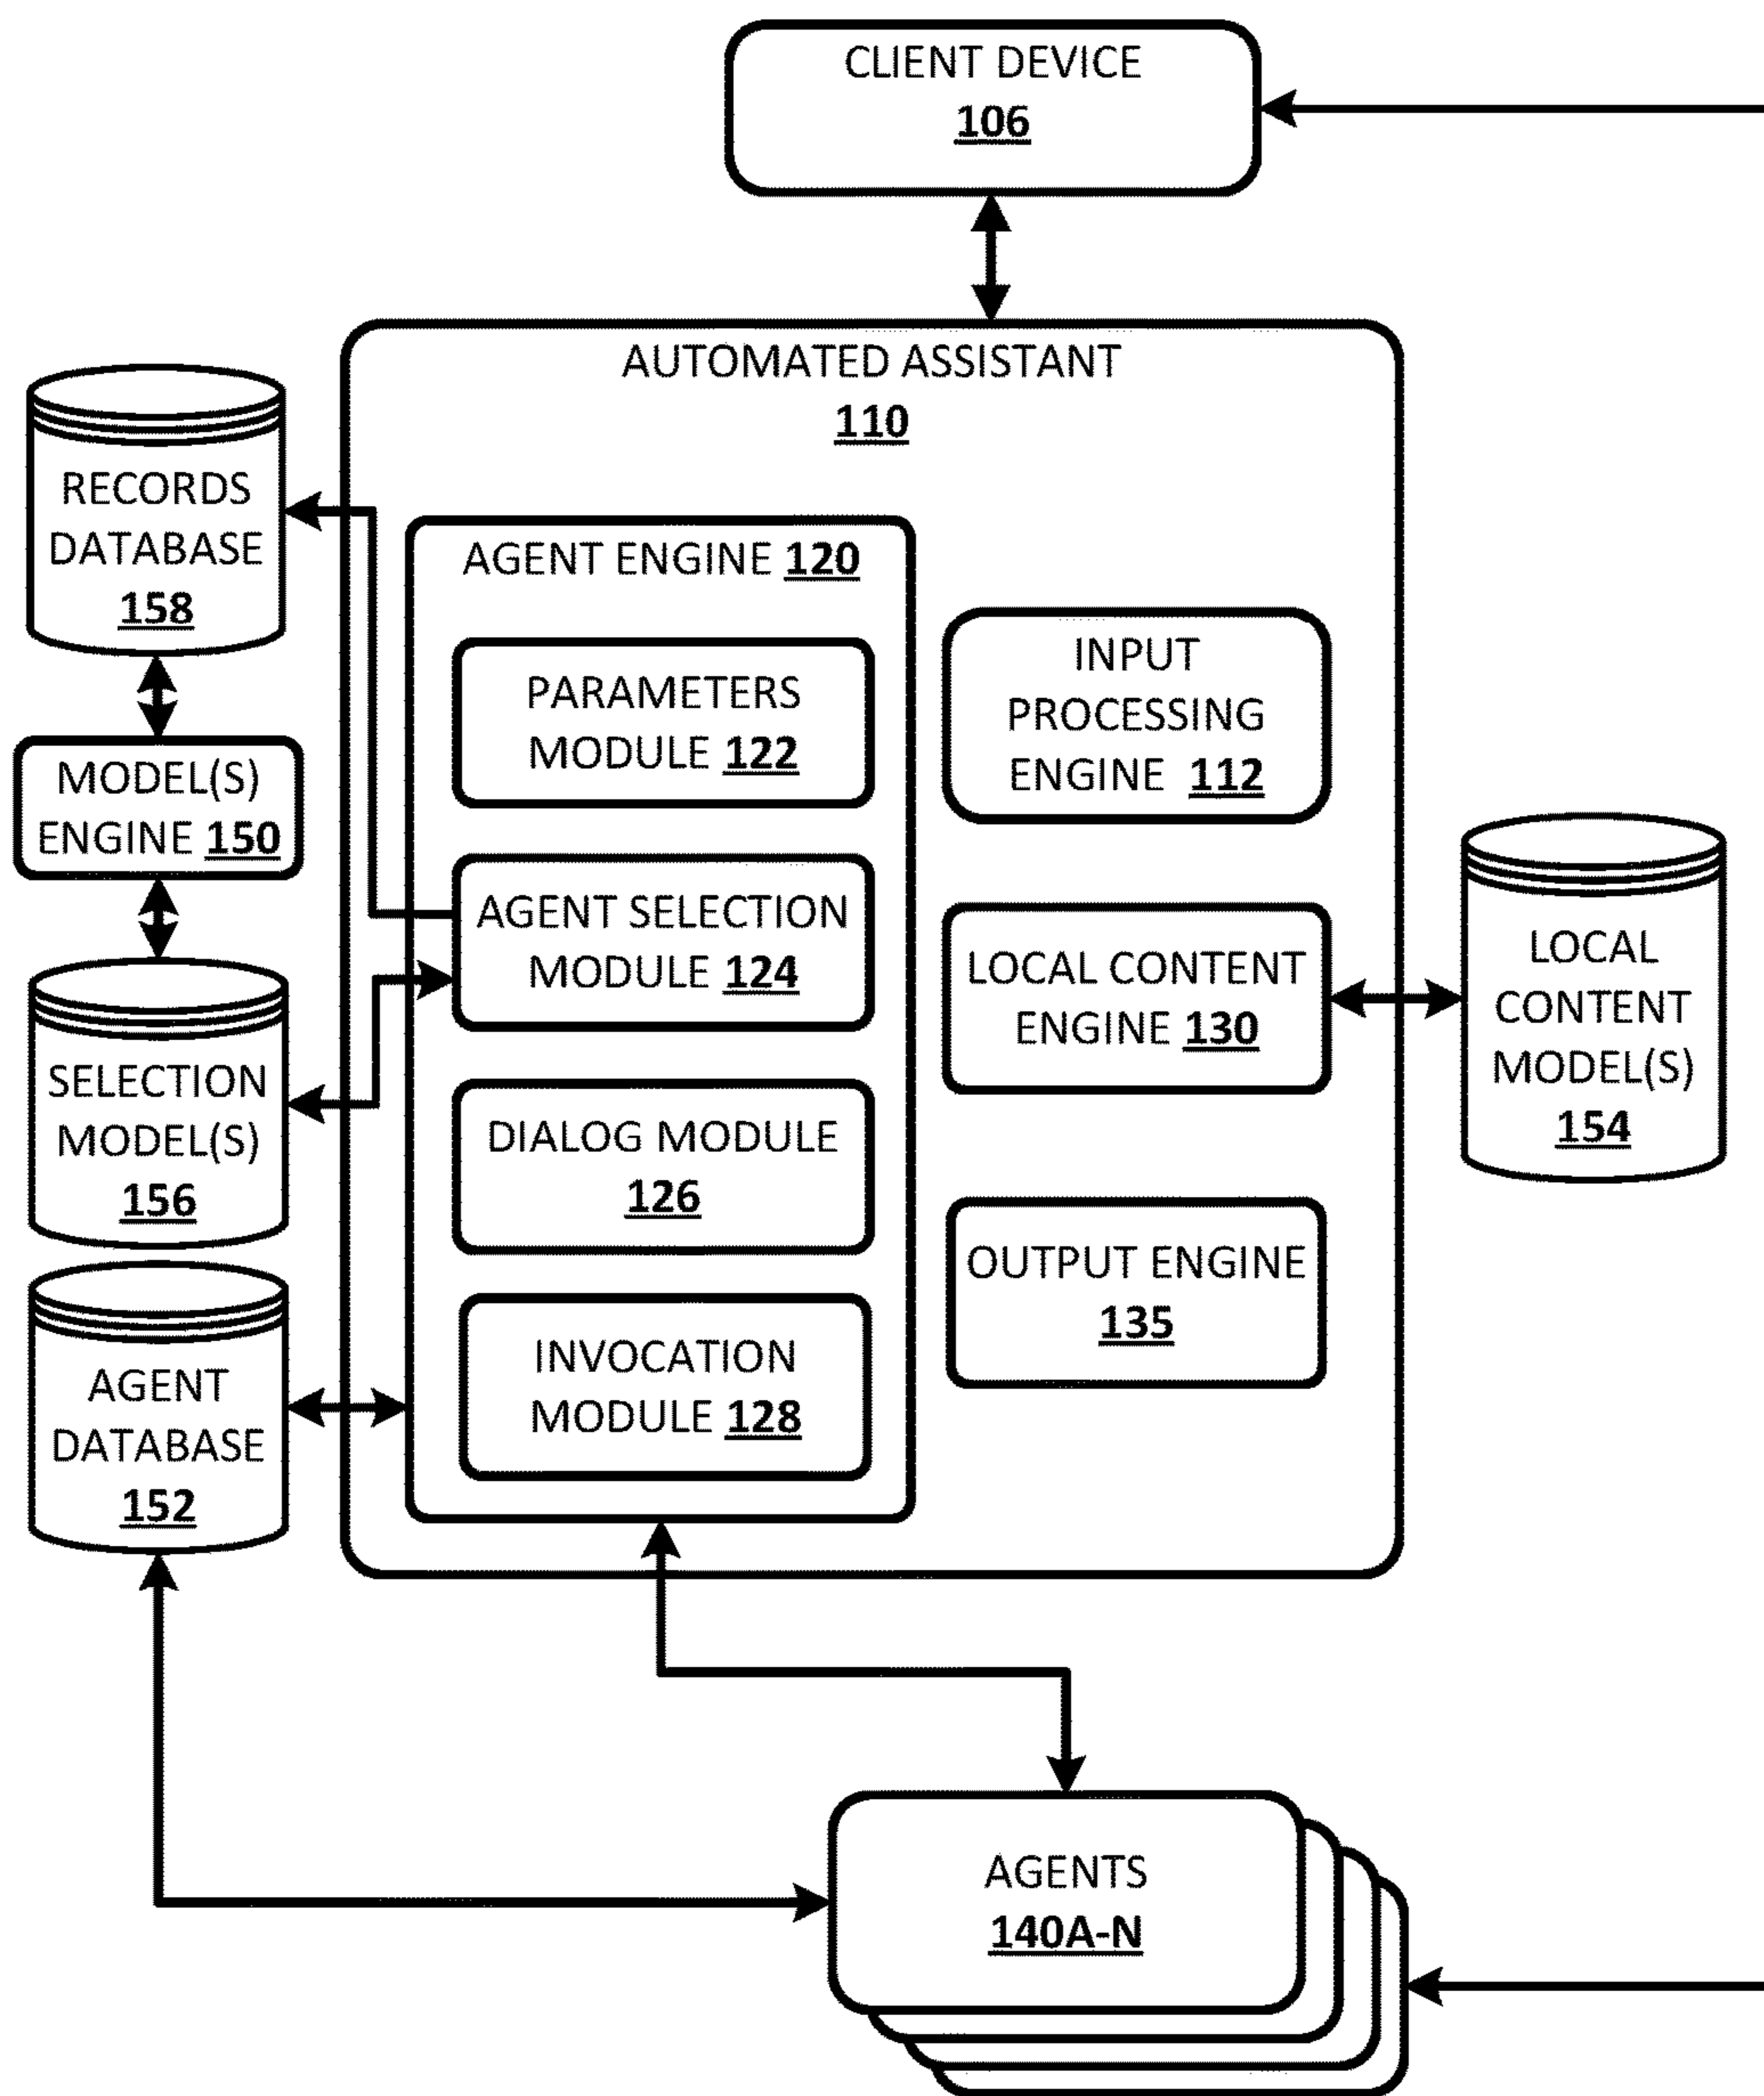 CLIENT DEVICE
106
AUTOMATED ASSISTANT
110
RECORDS
DATABASE
158
MODEL(S)
ENGINE 150
SELECTION
MODEL(S)
156
AGENT
DATABASE
152
AGENT ENGINE 120
PARAMETERS
MODULE 122
AGENT SELECTION
MODULE 124
DIALOG MODULE
126
INVOCATION
MODULE 128
INPUT
PROCESSING
ENGINE 112
LOCAL CONTENT
ENGINE 130
OUTPUT ENGINE
135
LOCAL
CONTENT
MODEL(S)
154
AGENTS
140A-N